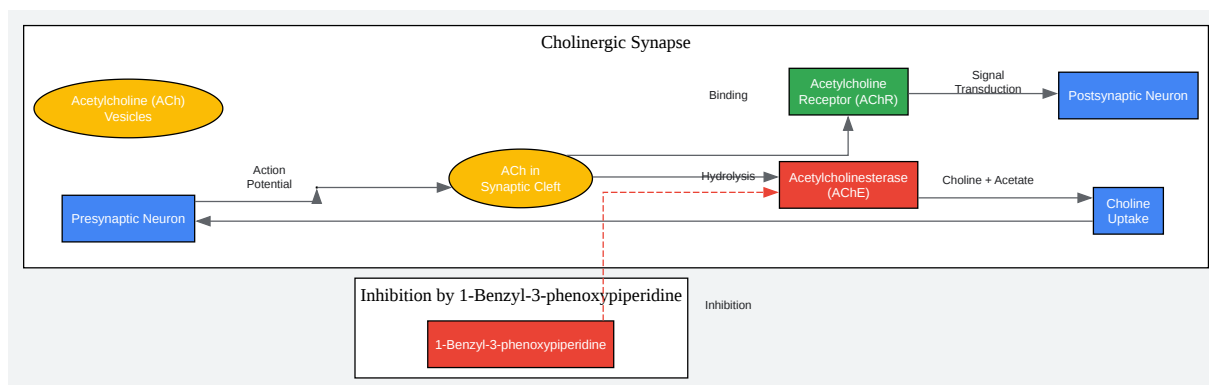 Cholinergic Synapse
Acetylcholine (ACh)
Vesicles
Binding
Acetylcholine
Receptor (AChR)
Signal
Transduction
Postsynaptic Neuron
Action
Potential
ACh in
Synaptic Cleft
Hydrolysis
Acetylcholinesterase
(AChE)
Choline + Acetate
Presynaptic Neuron
Choline
Uptake
Inhibition by 1-Benzyl-3-phenoxypiperidine
Inhibition
1-Benzyl-3-phenoxypiperidine